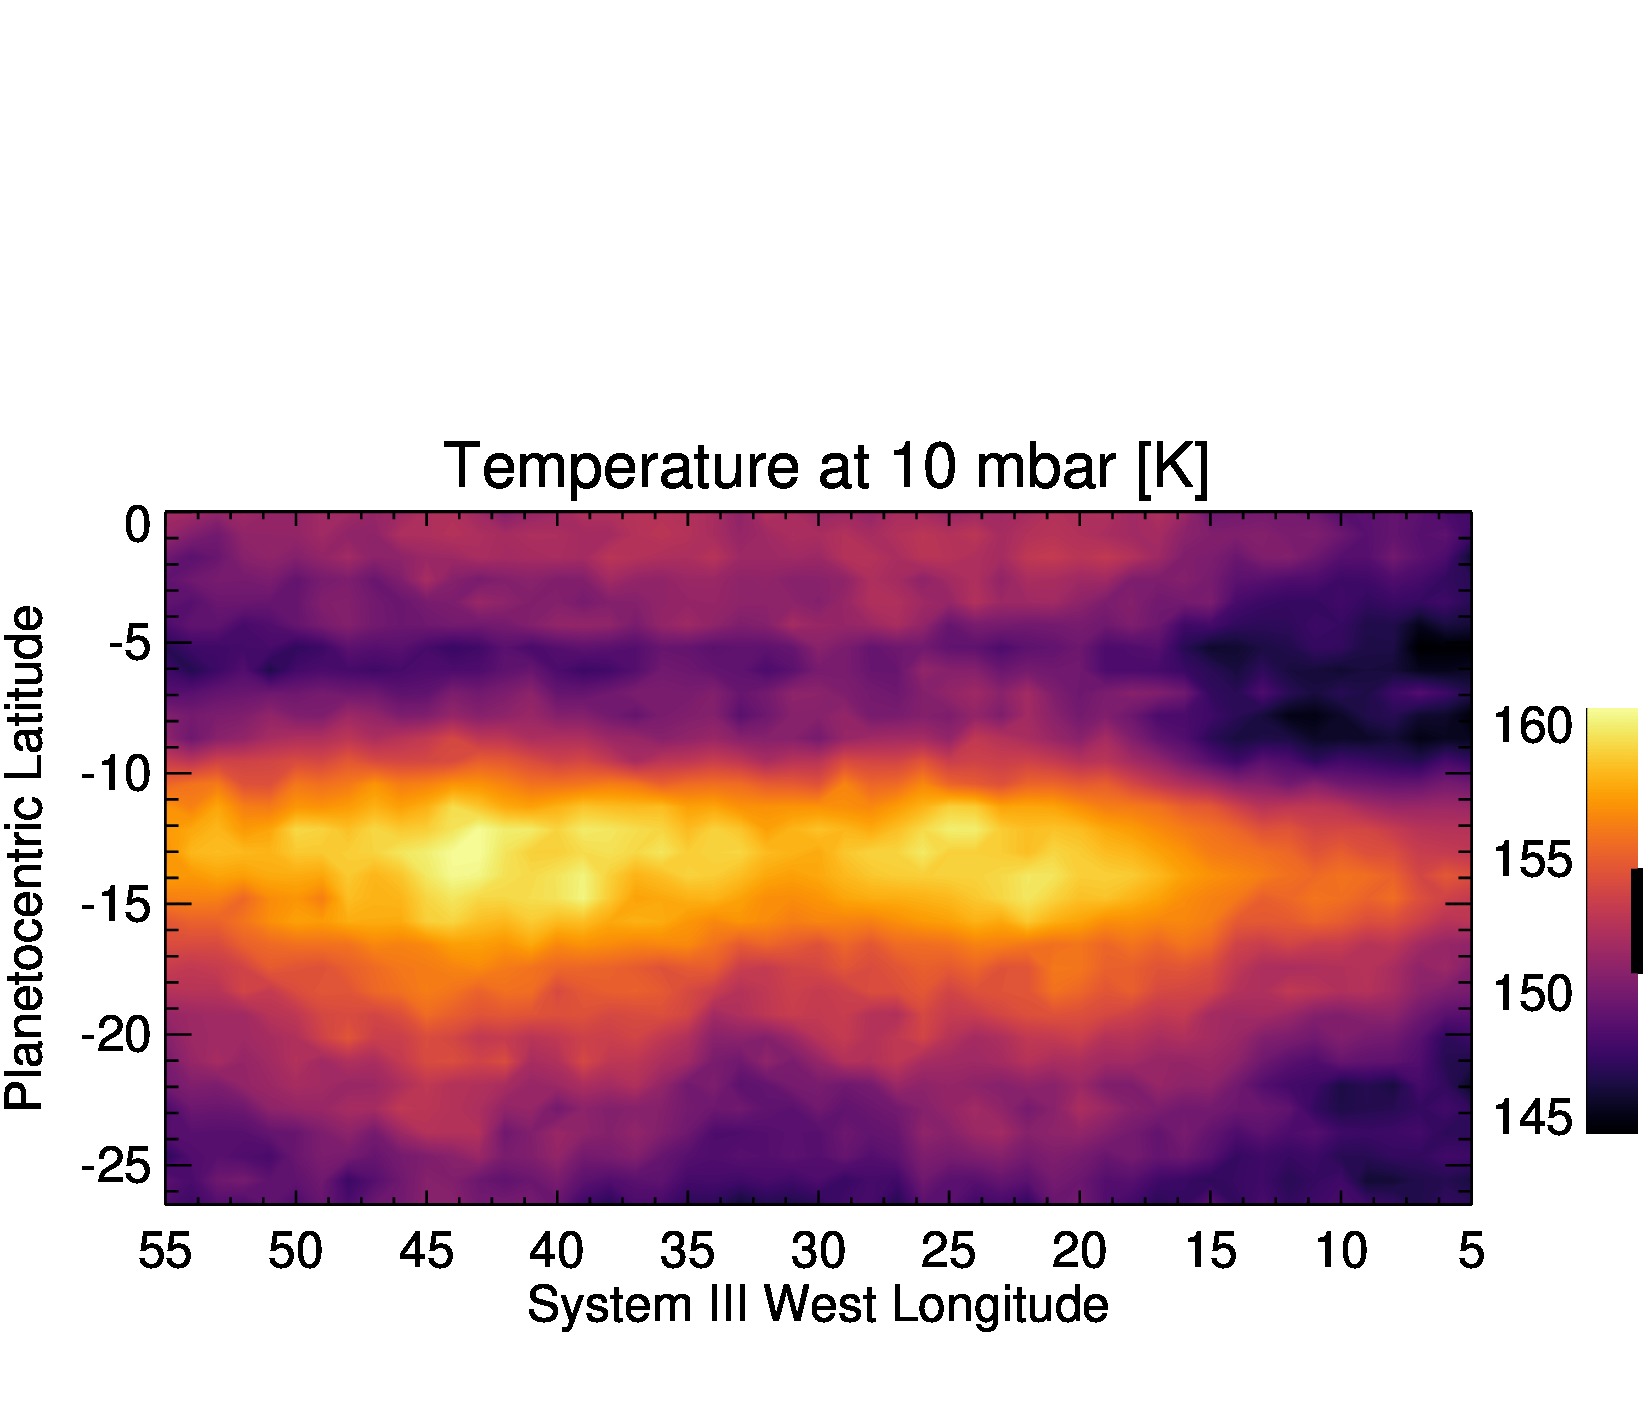 Temperature at 10 mbar [K]
0
-5
-10
-15
-20
-25
Planetocentric Latitude
55 50 45 40 35 30 25 20 15 10 5
System III West Longitude
160
155
150
145